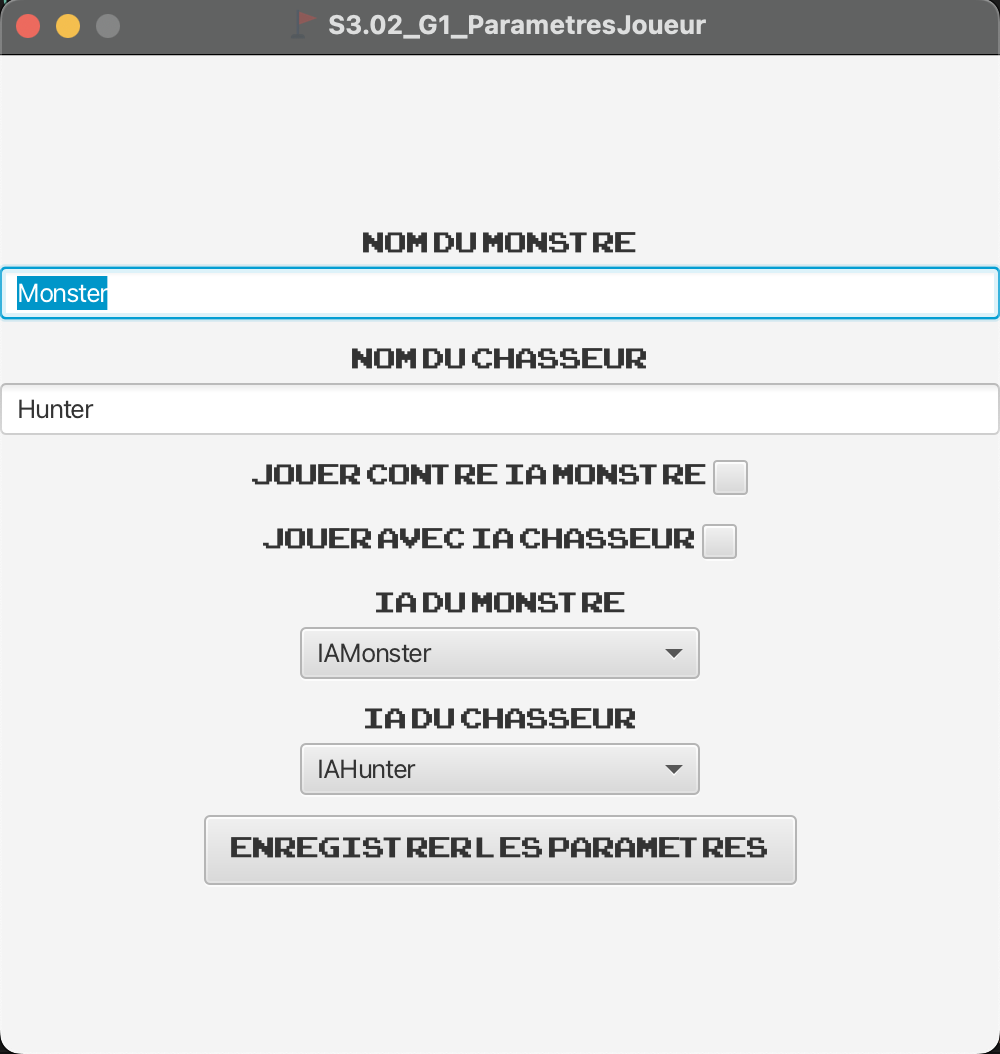 S3.02_G1_ParametresJoueur
NOM DU MONSTRE
Monster
NOM DU CHASSEUR
Hunter
JOUER CONTRE IA MONSTRE
JOUER AVEC IA CHASSEUR
IA DU MONSTRE
IAMonster
IA DU CHASSEUR
IAHunter
ENREGISTRER LES PARAMETRES